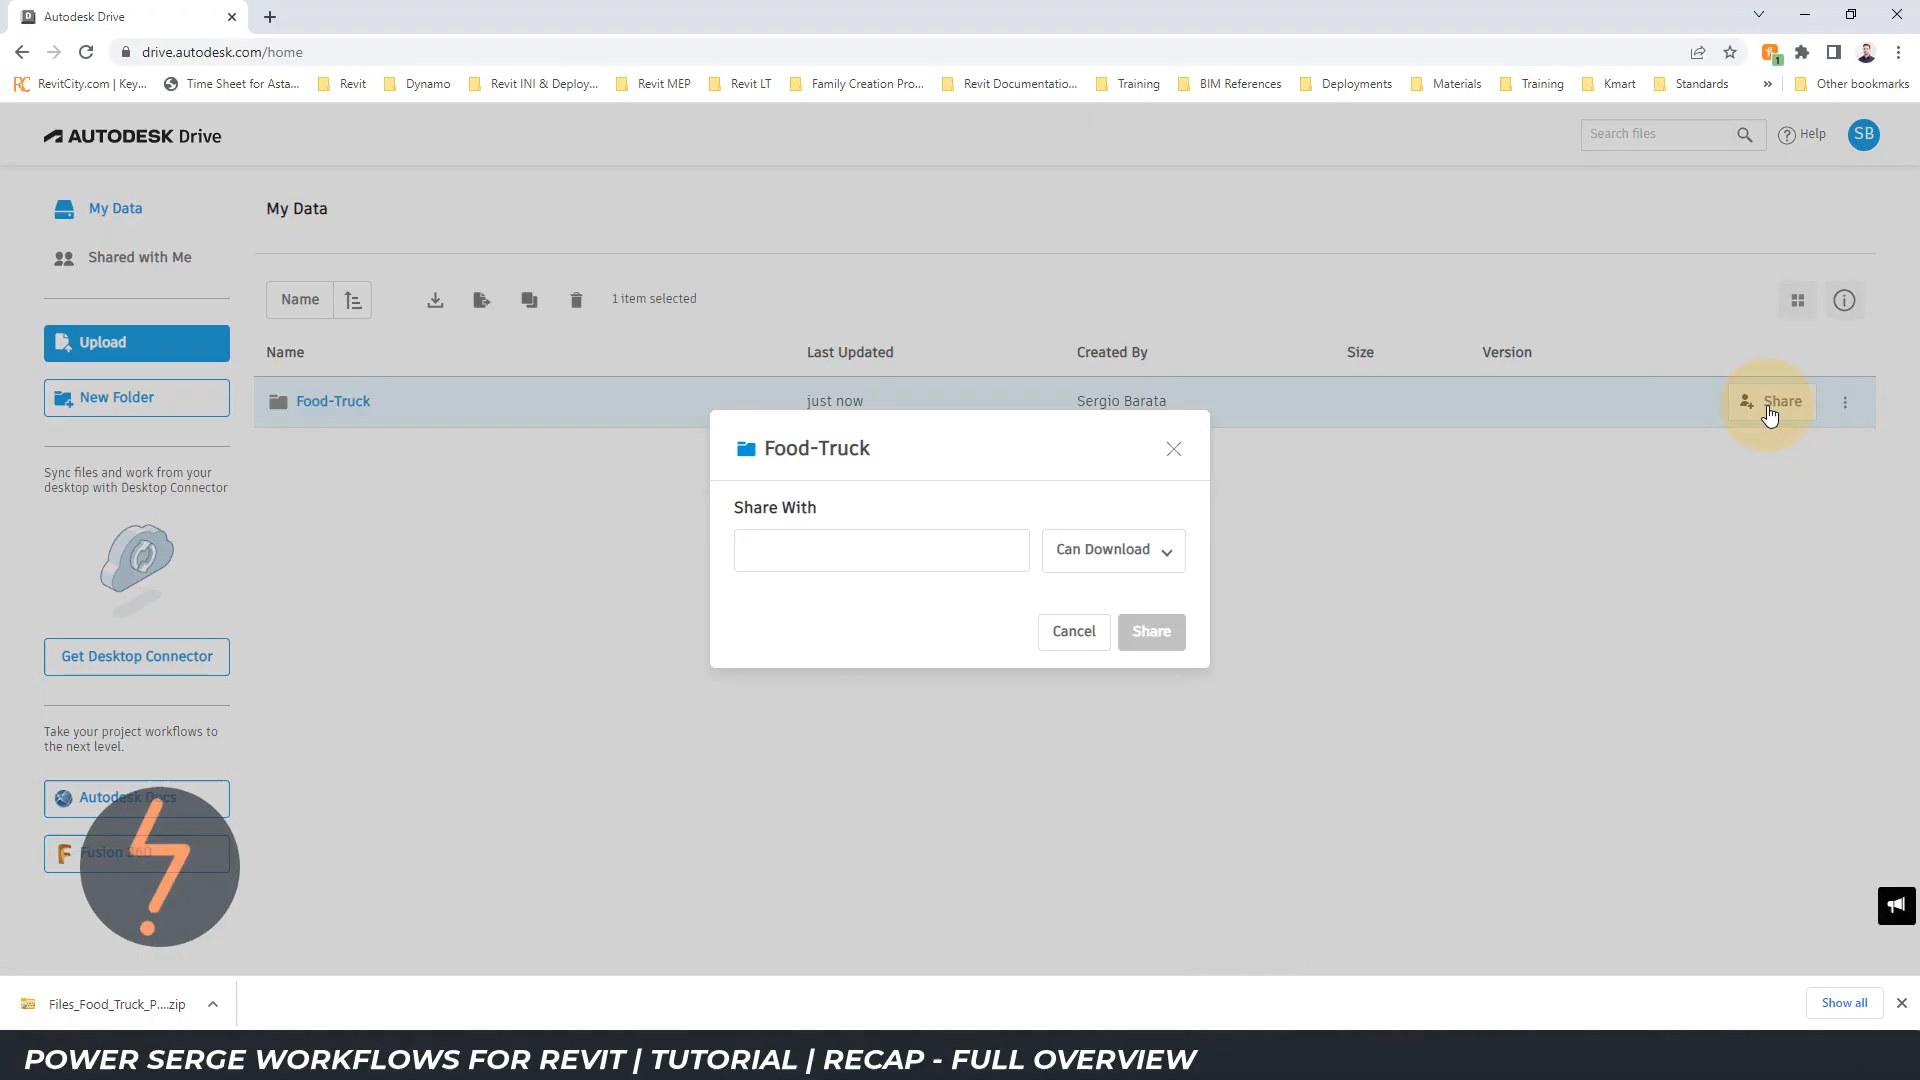 Autodesk Drive
drive.autodesk.com/home
1
RevitCity.com | Key... Time Sheet for Asta... Revit Dynamo Revit INI & Deploy... Revit MEP Revit LT Family Creation Pro... Revit Documentatio... Training BIM References Deployments Materials Training Kmart Standards » Other bookmarks
AUTODESK Drive
Search files
Help
SB
My Data
Shared with Me
Upload
New Folder
Sync files and work from your
desktop with Desktop Connector
Get Desktop Connector
Take your project workflows to
the next level.
Autodesk Docs
Fusion 360
My Data
Name
1 item selected
Name Last Updated Created By Size Version
Food-Truck just now Sergio Barata Share
Food-Truck
Share With
Can Download
Cancel Share
Files_Food_Truck_P....zip
Show all
POWER SERGE WORKFLOWS FOR REVIT | TUTORIAL | RECAP - FULL OVERVIEW